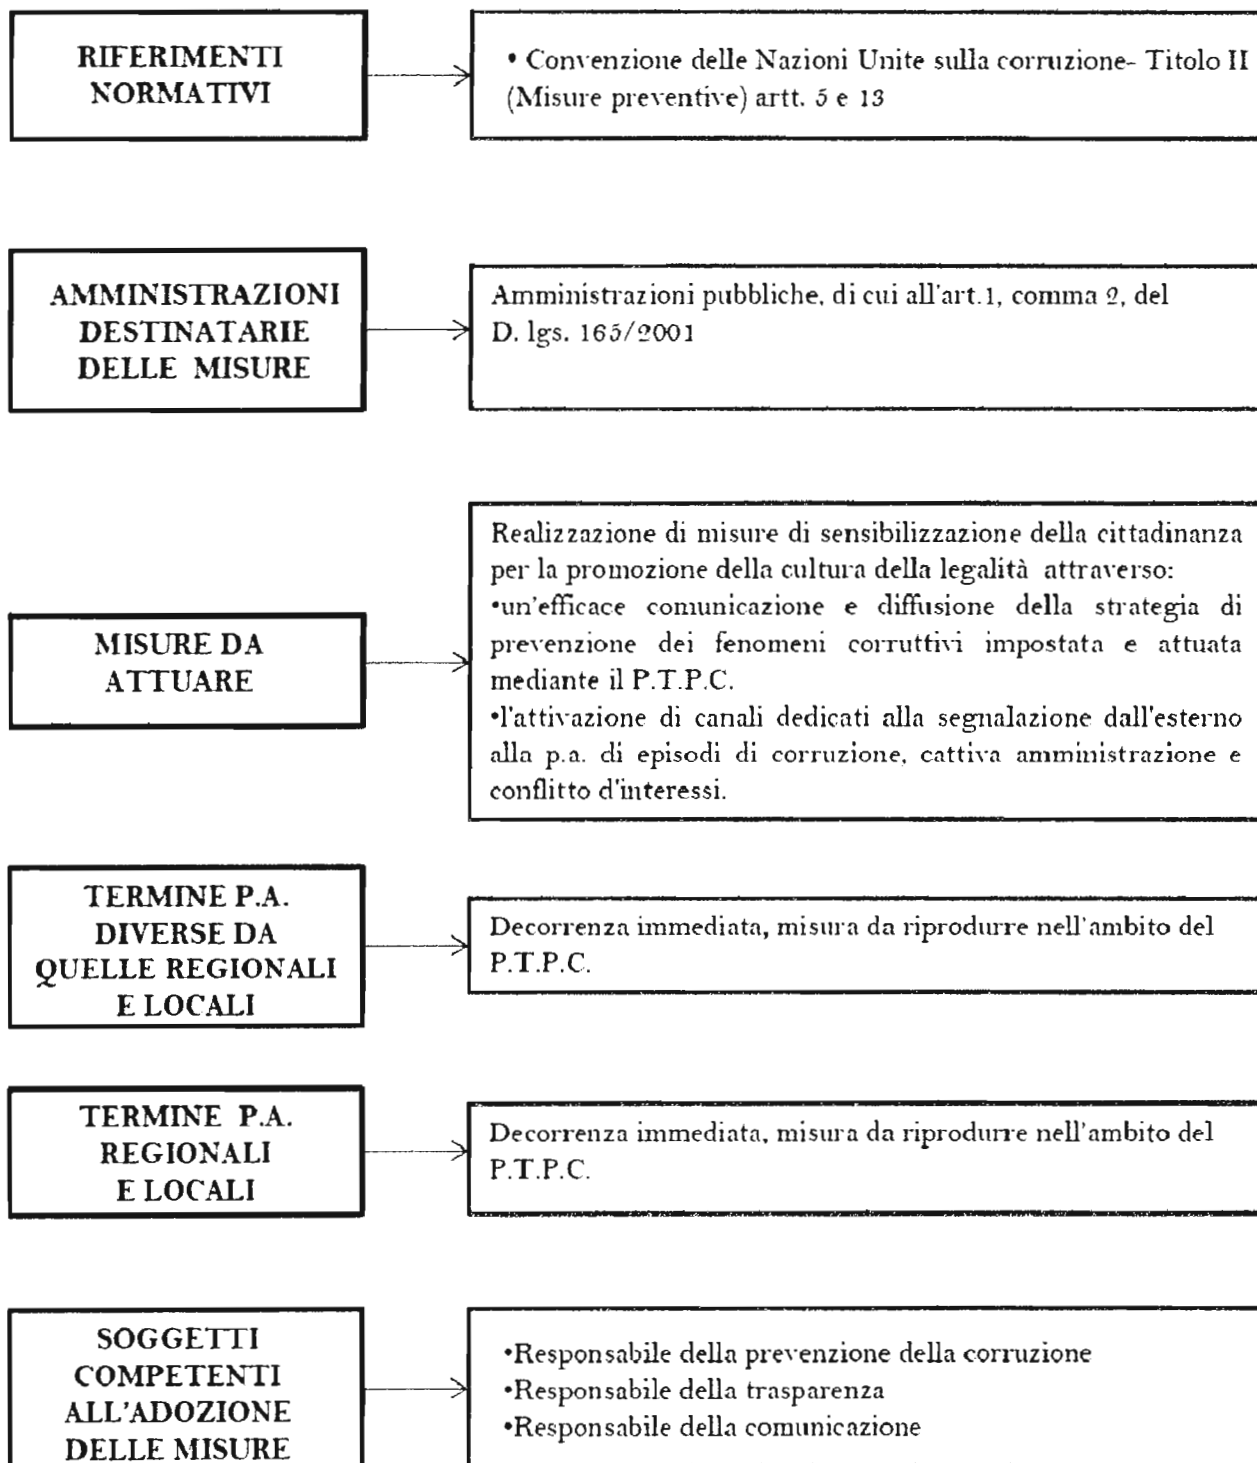 RIFERIMENTI
NORMATIVI
• Convenzione delle Nazioni Unite sulla corruzione- Titolo II
(Misure preventive) artt. 5 e 13
AMMINISTRAZIONI
DESTINATARIE
DELLE MISURE
Amministrazioni pubbliche, di cui all'art.1, comma 2, del
D. lgs. 165/2001
MISURE DA
ATTUARE
Realizzazione di misure di sensibilizzazione della cittadinanza
per la promozione della cultura della legalità attraverso:
•un'efficace comunicazione e diffusione della strategia di
prevenzione dei fenomeni corruttivi impostata e attuata
mediante il P.T.P.C.
•l'attivazione di canali dedicati alla segnalazione dall'esterno
alla p.a. di episodi di corruzione, cattiva amministrazione e
conflitto d'interessi.
TERMINE P.A.
DIVERSE DA
QUELLE REGIONALI
E LOCALI
Decorrenza immediata, misura da riprodurre nell'ambito del
P.T.P.C.
TERMINE P.A.
REGIONALI
E LOCALI
Decorrenza immediata, misura da riprodurre nell'ambito del
P.T.P.C.
SOGGETTI
COMPETENTI
ALL'ADOZIONE
DELLE MISURE
•Responsabile della prevenzione della corruzione
•Responsabile della trasparenza
•Responsabile della comunicazione